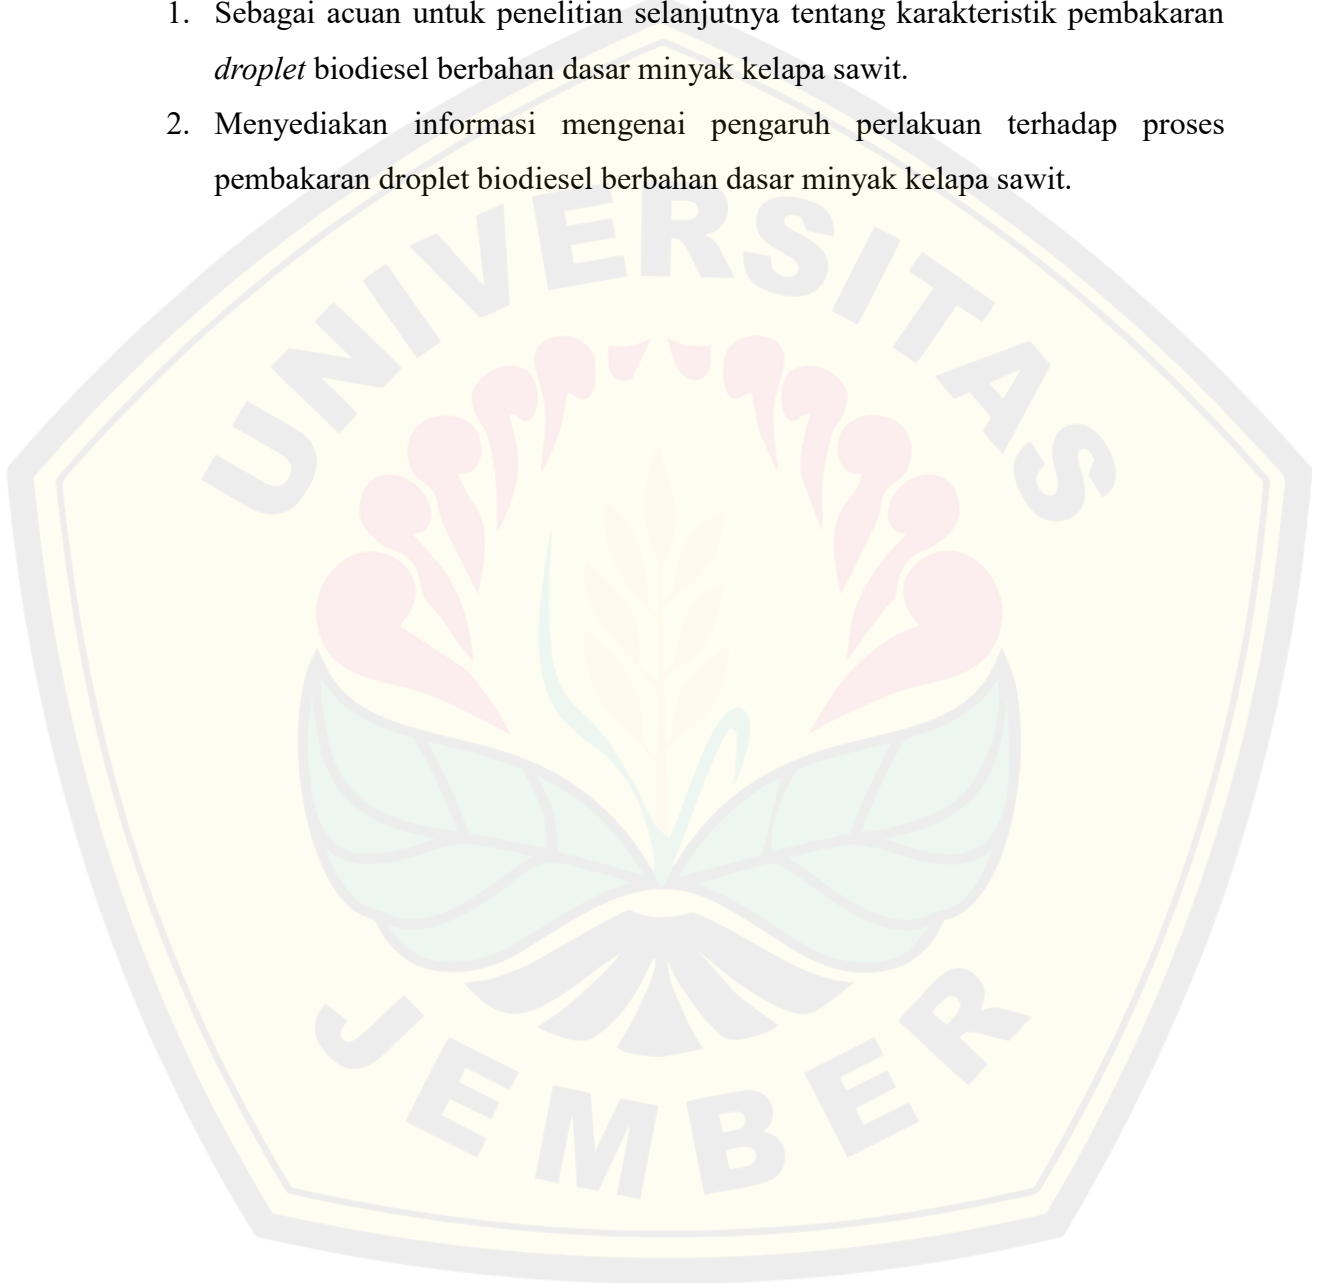 1. Sebagai acuan untuk penelitian selanjutnya tentang karakteristik pembakaran
droplet biodiesel berbahan dasar minyak kelapa sawit.
2. Menyediakan informasi mengenai pengaruh perlakuan terhadap proses
pembakaran droplet biodiesel berbahan dasar minyak kelapa sawit.
UNIVERSITAS
JEMBER